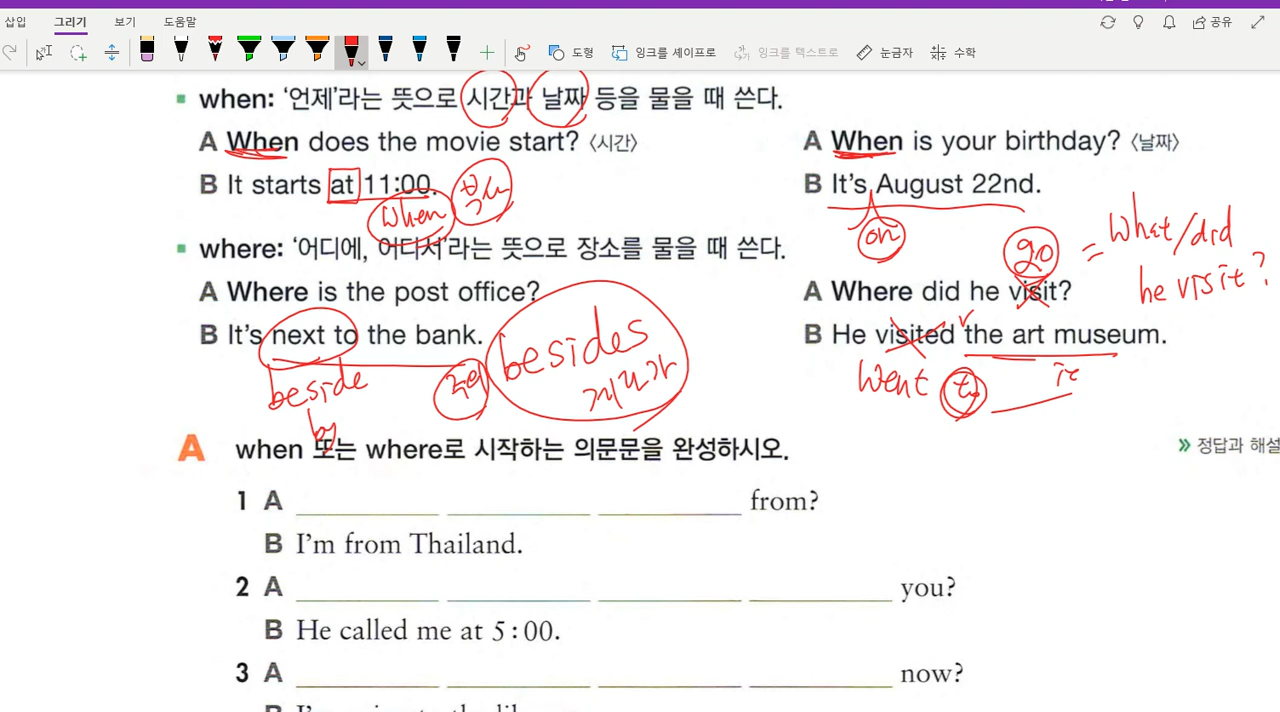 삽입 그리기 보기 도움말
공유
도형 잉크를 셰이프로 잉크를 텍스트로 눈금자 수학
when: ‘언제’라는 뜻으로 시간과 날짜 등을 물을 때 쓴다.
A When does the movie start? 〈시간〉
B It starts at 11:00.
when
부사
A When is your birthday? 〈날짜〉
B It's August 22nd.
on
where: ‘어디에, 어디서’라는 뜻으로 장소를 물을 때 쓴다.
A Where is the post office?
B It's next to the bank.
beside
by
besides
게다가
go
= What/did
he visit?
A Where did he visit?
B He visited the art museum.
went to
A when 또는 where로 시작하는 의문문을 완성하시오.
» 정답과 해설
1 A from?
B I'm from Thailand.
2 A you?
B He called me at 5:00.
3 A now?